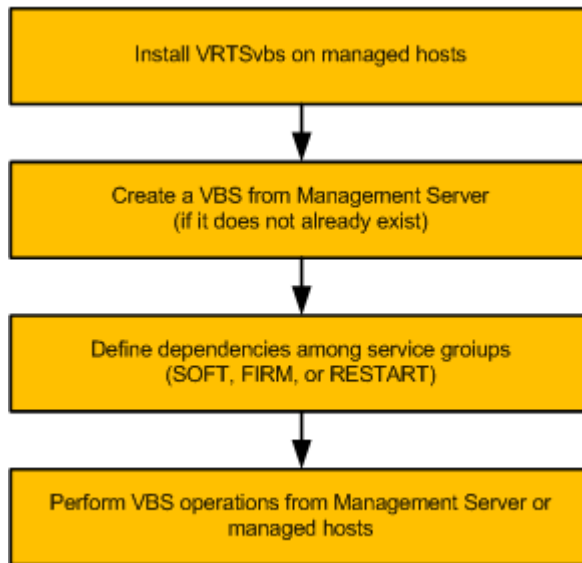 Install VRTSvbs on managed hosts
Create a VBS from Management Server
(if it does not already exist)
Define dependencies among service groiups
(SOFT, FIRM, or RESTART)
Perform VBS operations from Management Server or
managed hosts